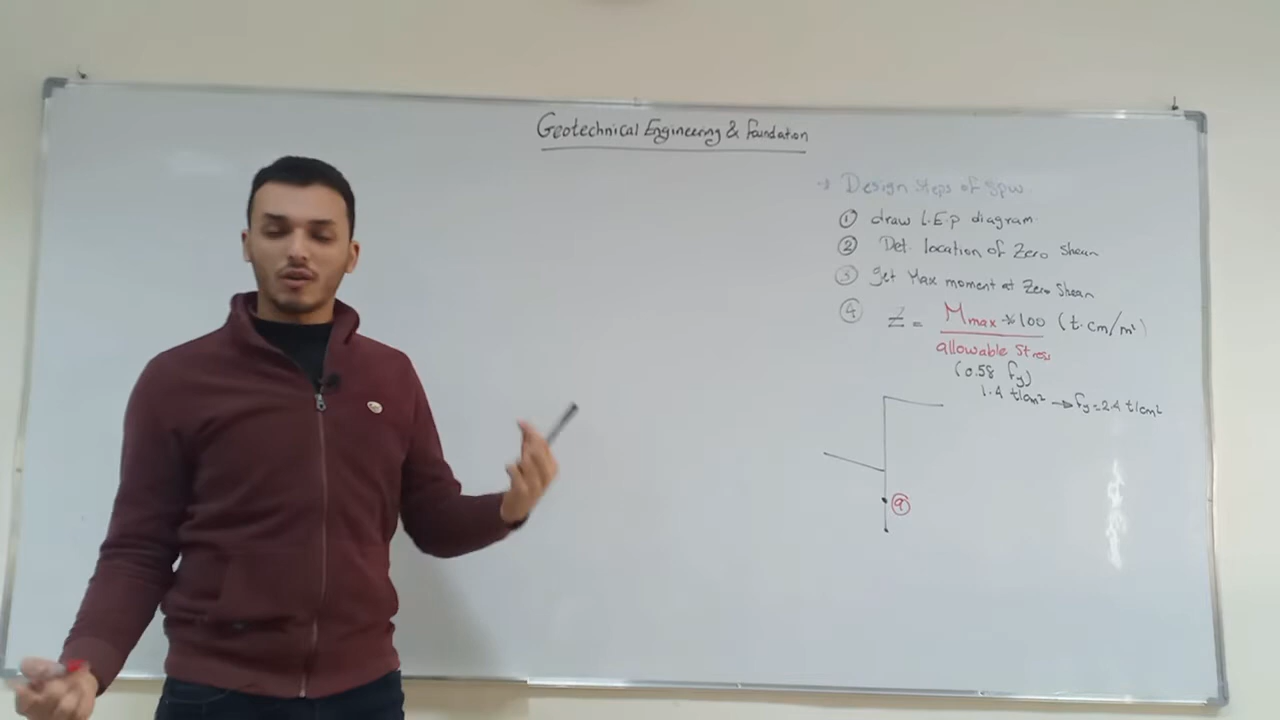 Geotechnical Engineering & Foundation
→ Design Steps of Spw
① draw L.E.p diagram
② Det. location of Zero Shear
③ get Max moment at Zero Shear
④ Z = Mmax * 100 (t.cm/m')
allowable stress
(0.58 fy)
1.4 t/cm² → fy = 2.4 t/cm²
a